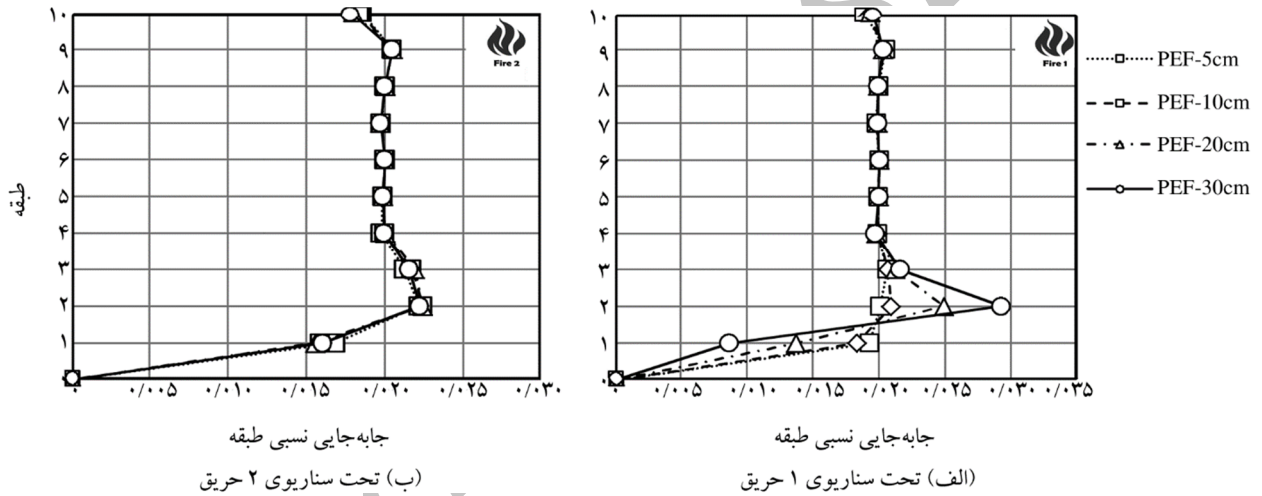 ۱۰
۹
۸
۷
۶
۵
۴
۳
۲
۱
۰
طبقه
Fire 2
۰/۰۰۵ ۰/۰۱۰ ۰/۰۱۵ ۰/۰۲۰ ۰/۰۲۵ ۰/۰۳۰
جابه‌جایی نسبی طبقه
(ب) تحت سناریوی ۲ حریق
۱۰
۹
۸
۷
۶
۵
۴
۳
۲
۱
۰
Fire 1
۰/۰۰۵ ۰/۰۱۰ ۰/۰۱۵ ۰/۰۲۰ ۰/۰۲۵ ۰/۰۳۰ ۰/۰۳۵
جابه‌جایی نسبی طبقه
(الف) تحت سناریوی ۱ حریق
PEF-5cm
PEF-10cm
PEF-20cm
PEF-30cm